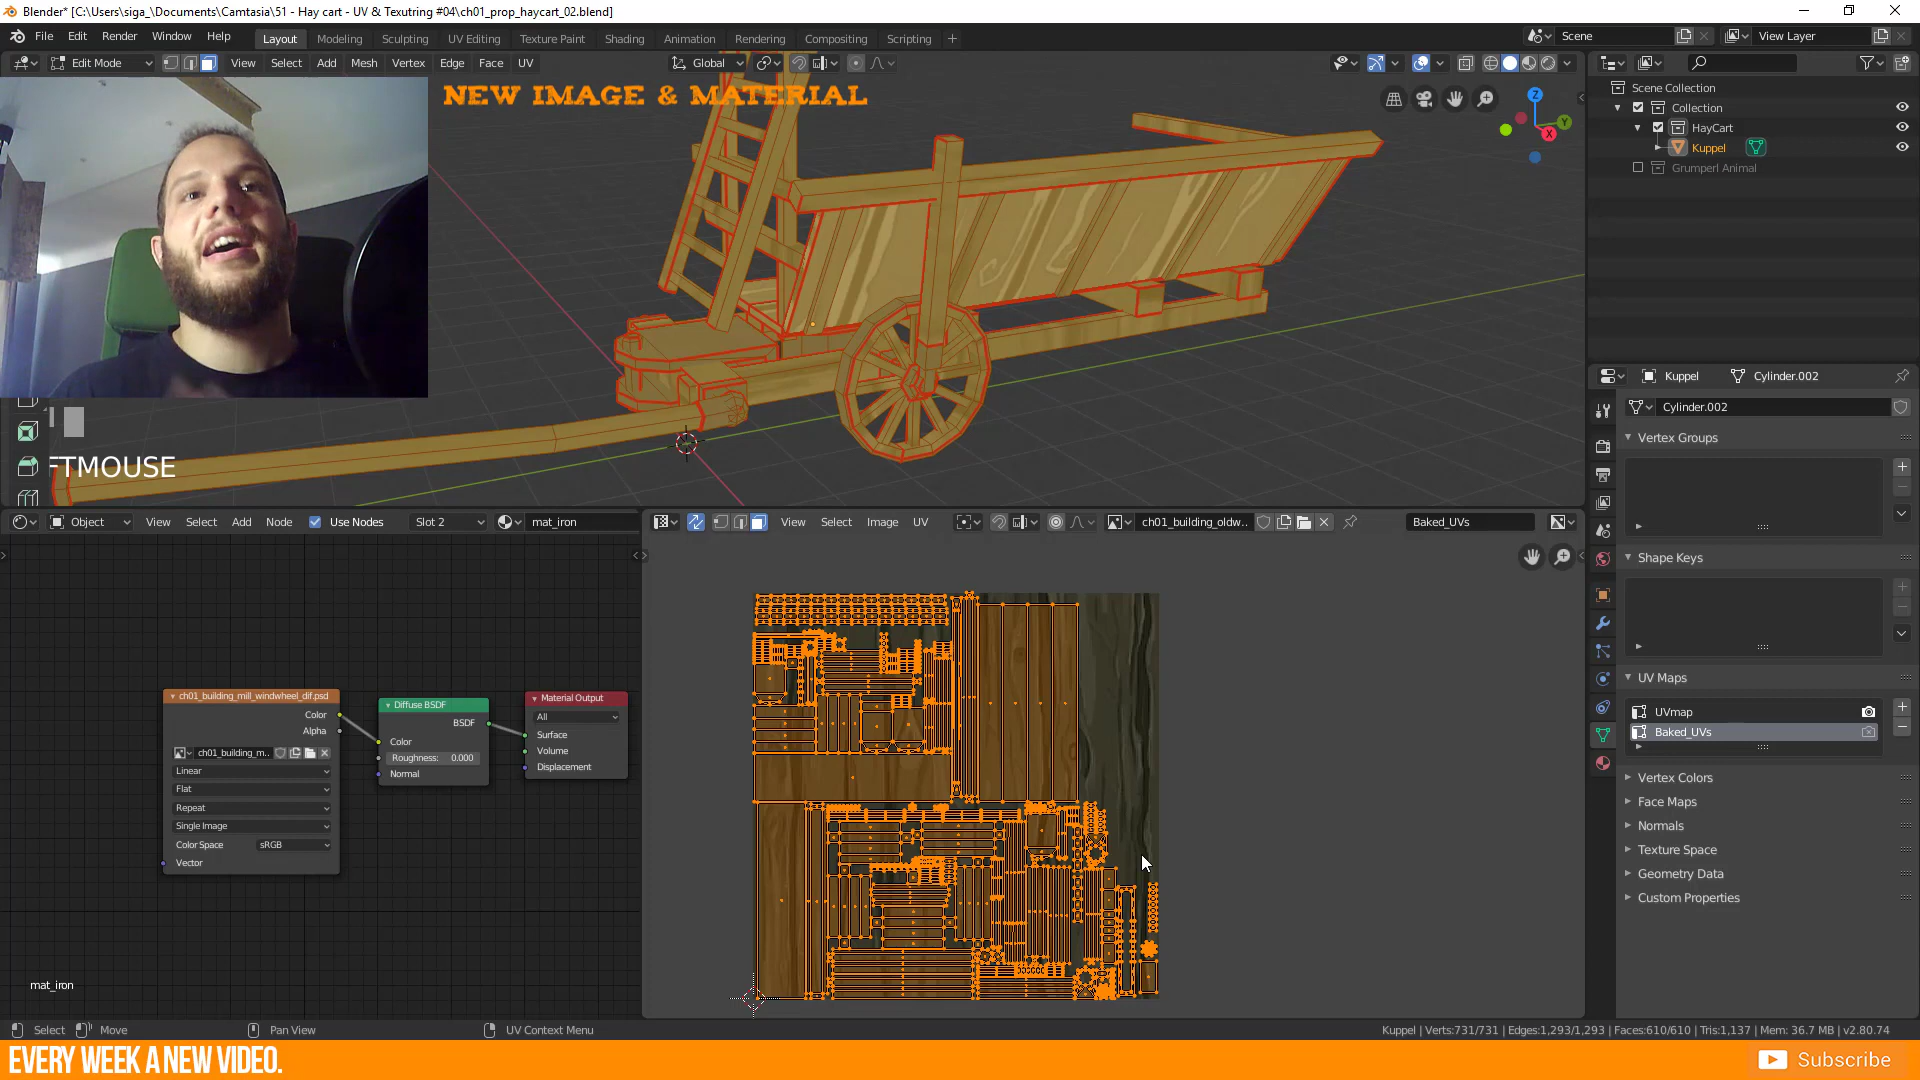 Blender* [C:\Users\siga_\Documents\Camtasia\51 - Hay cart - UV & Texutring #04\ch01_prop_haycart_02.blend]
File Edit Render Window Help Layout Modeling Sculpting UV Editing Texture Paint Shading Animation Rendering Compositing Scripting + Scene View Layer
Edit Mode View Select Add Mesh Vertex Edge Face UV Global
NEW IMAGE & MATERIAL
Z
Y
X
Scene Collection
Collection
HayCart
Kuppel
Grumperl Animal
Kuppel Cylinder.002
Cylinder.002
Vertex Groups
Shape Keys
UV Maps
UVmap
Baked_UVs
Vertex Colors
Face Maps
Normals
Texture Space
Geometry Data
Custom Properties
FTMOUSE
Object View Select Add Node Use Nodes Slot 2 mat_iron
View Select Image UV ch01_building_oldw.. Baked_UVs
ch01_building_mill_windwheel_dif.psd
Color
Alpha
ch01_building_m..
Linear
Flat
Repeat
Single Image
Color Space sRGB
Vector
Diffuse BSDF
BSDF
Color
Roughness: 0.000
Normal
Material Output
All
Surface
Volume
Displacement
mat_iron
Select Move Pan View UV Context Menu Kuppel | Verts:731/731 | Edges:1,293/1,293 | Faces:610/610 | Tris:1,137 | Mem: 36.7 MB | v2.80.74
EVERY WEEK A NEW VIDEO.
Subscribe